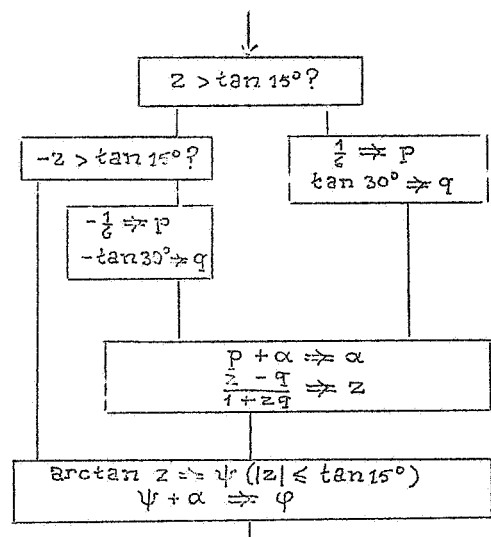 z > tan 15°?
-z > tan 15°?
1/6 ⇒ p
tan 30° ⇒ q
-1/6 ⇒ p
-tan 30° ⇒ q
p + α ⇒ α
z - q / 1 + zq ⇒ z
arctan z ⇒ ψ (|z| ≤ tan 15°)
ψ + α ⇒ φ